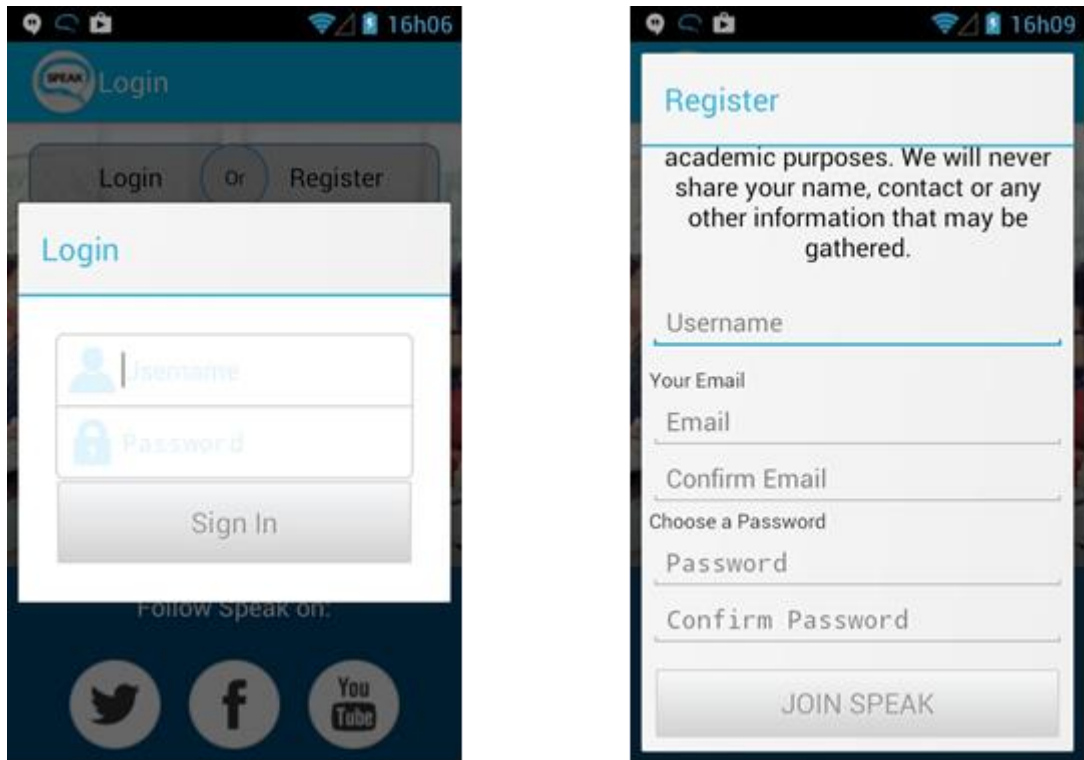 16h06
SPEAK Login
Login Or Register
Login
Username
Password
Sign In
Follow Speak on:
You
Tube
16h09
Register
academic purposes. We will never
share your name, contact or any
other information that may be
gathered.
Username
Your Email
Email
Confirm Email
Choose a Password
Password
Confirm Password
JOIN SPEAK